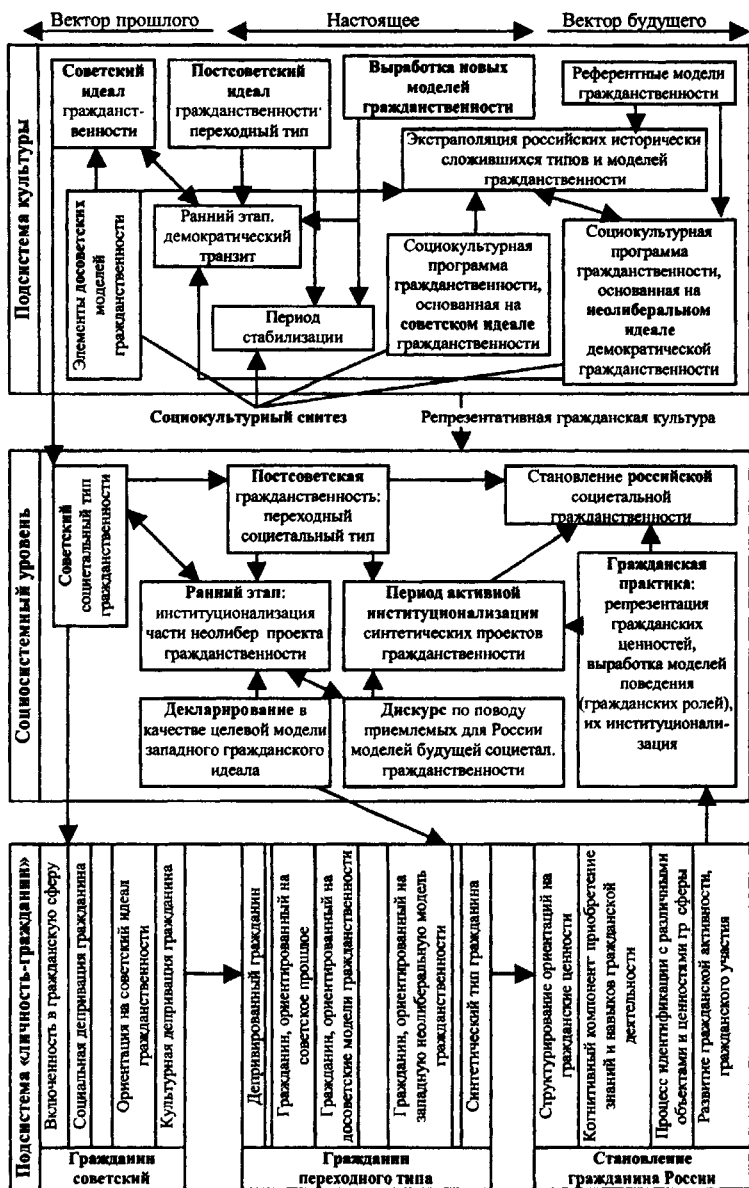 Вектор прошлого
Настоящее
Вектор будущего
Подсистема культуры
Советский
идеал
гражданст-
венности
Постсоветский
идеал
гражданственности·
переходный тип
Выработка новых
моделей
гражданственности
Референтные модели
гражданственности
Экстраполяция российских исторически
сложившихся типов и моделей
гражданственности
Элементы досоветских
моделей
гражданственности
Ранний этап.
демократический
транзит
Период
стабилизации
Социокультурная
программа
гражданственности,
основанная на
советском идеале
гражданственности
Социокультурная
программа
гражданственности,
основанная на
неолиберальном
идеале
демократической
гражданственности
Социокультурный синтез
Репрезентативная гражданская культура
Социосистемный уровень
Советский
социетальный тип
гражданственности
Постсоветская
гражданственность:
переходный
социетальный тип
Становление российской
социетальной
гражданственности
Ранний этап:
институционализация
части неолибер проекта
гражданственности
Период активной
институционализации
синтетических проектов
гражданственности
Гражданская
практика:
репрезентация
гражданских
ценностей,
выработка моделей
поведения
(гражданских ролей),
их институционали-
зация
Декларирование в
качестве целевой модели
западного гражданского
идеала
Дискурс по поводу
приемлемых для России
моделей будущей социетал.
гражданственности
Подсистема «личность-гражданин»
Включенность в гражданскую сферу
Социальная депривация гражданина
Ориентация на советский идеал
гражданственности
Культурная депривация гражданина
Гражданин
советский
Депривированный гражданин
Гражданин, ориентированный на
советское прошлое
Гражданин, ориентированный на
досоветские модели гражданственности
Гражданин, ориентированный на
западную неолиберальную модель
гражданственности
Синтетический тип гражданина
Гражданин
переходного типа
Структурирование ориентаций на
гражданские ценности
Когнитивный компонент приобретение
знаний и навыков гражданской
деятельности
Процесс идентификации с различными
объектами и ценностями гр сферы
Развитие гражданской активности,
гражданского участия
Становление
гражданина России